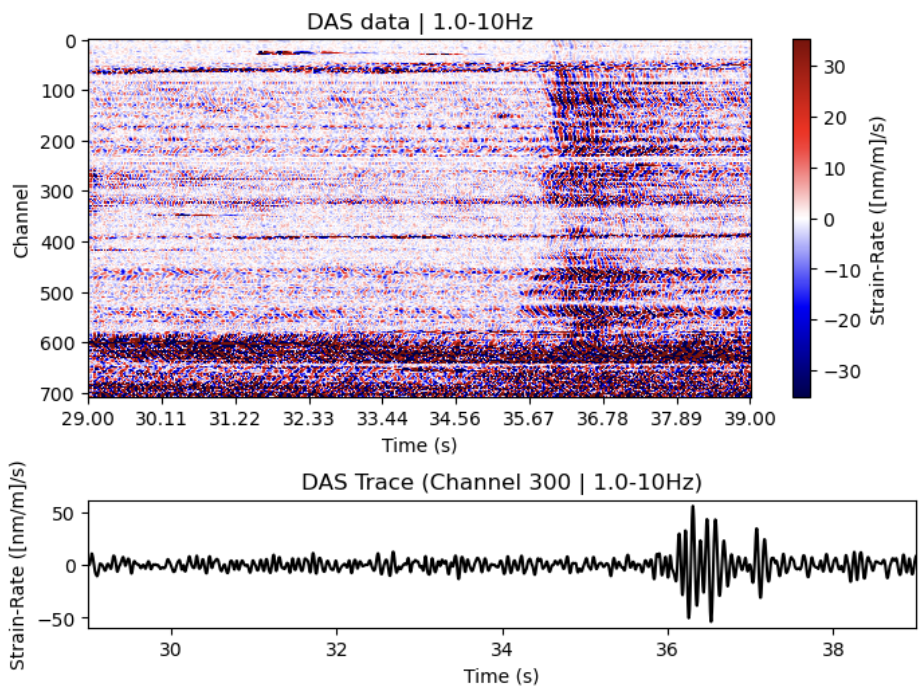 DAS data | 1.0-10Hz
0
100
200
300
400
500
600
700
Channel
29.00 30.11 31.22 32.33 33.44 34.56 35.67 36.78 37.89 39.00
Time (s)
30
20
10
0
−10
−20
−30
Strain-Rate ([nm/m]/s)
DAS Trace (Channel 300 | 1.0-10Hz)
50
0
−50
Strain-Rate ([nm/m]/s)
30 32 34 36 38
Time (s)